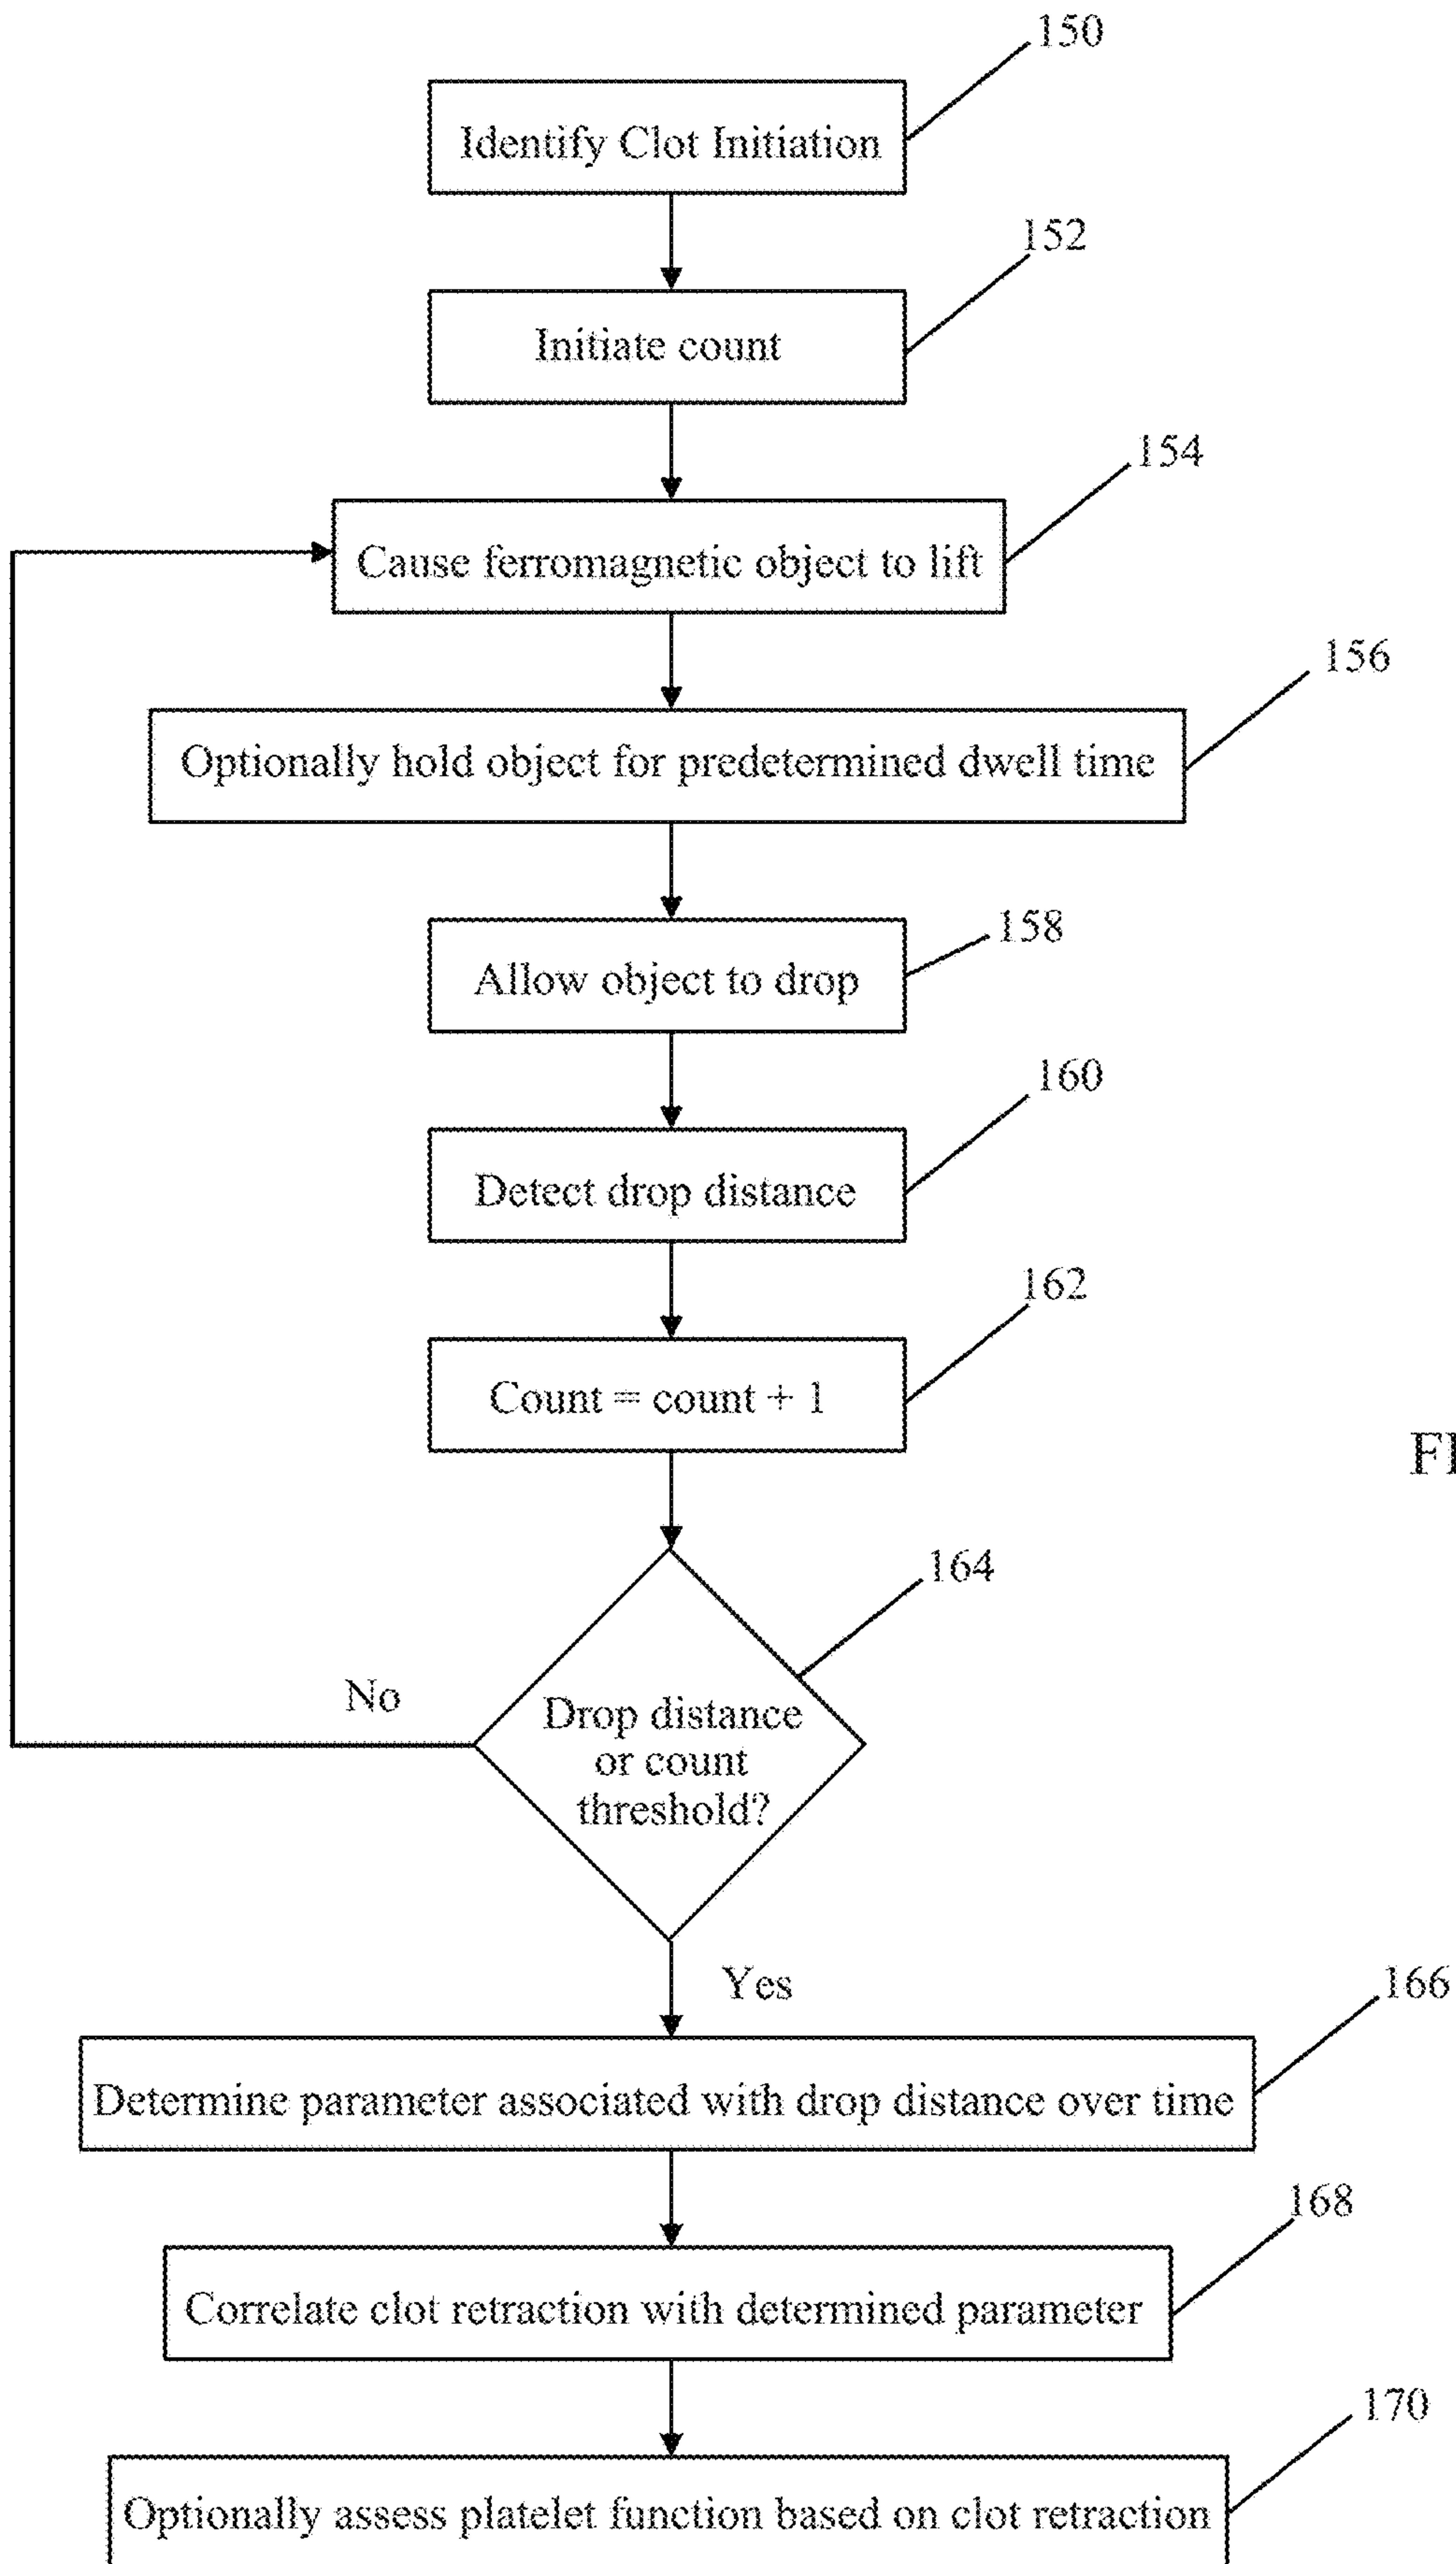 150
Identify Clot Initiation
152
Initiate count
154
Cause ferromagnetic object to lift
156
Optionally hold object for predetermined dwell time
158
Allow object to drop
160
Detect drop distance
162
Count = count + 1
FI
164
No
Drop distance
or count
threshold?
Yes
166
Determine parameter associated with drop distance over time
168
Correlate clot retraction with determined parameter
170
Optionally assess platelet function based on clot retraction